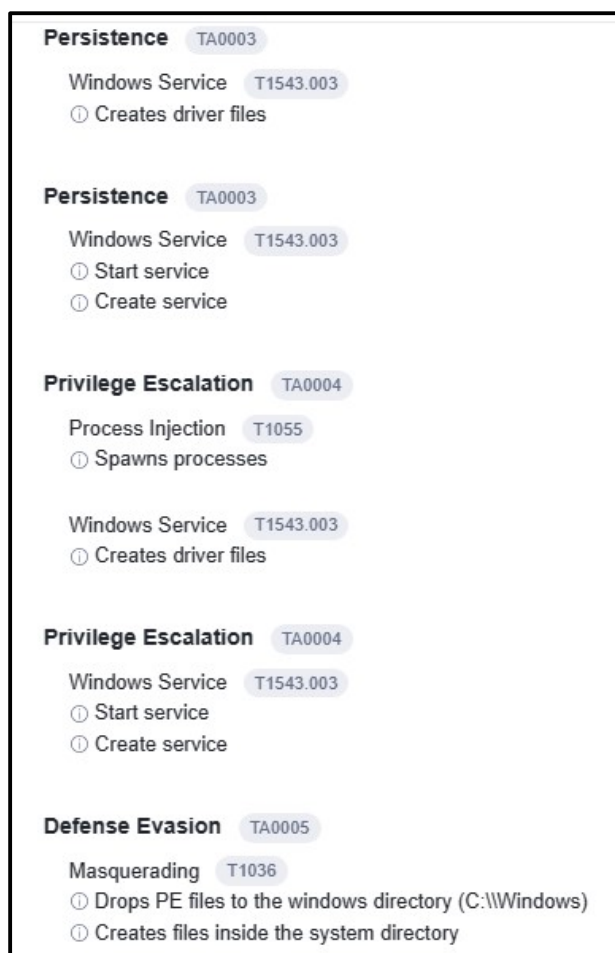 Persistence TA0003
Windows Service T1543.003
Creates driver files
Persistence TA0003
Windows Service T1543.003
Start service
Create service
Privilege Escalation TA0004
Process Injection T1055
Spawns processes
Windows Service T1543.003
Creates driver files
Privilege Escalation TA0004
Windows Service T1543.003
Start service
Create service
Defense Evasion TA0005
Masquerading T1036
Drops PE files to the windows directory (C:\\Windows)
Creates files inside the system directory